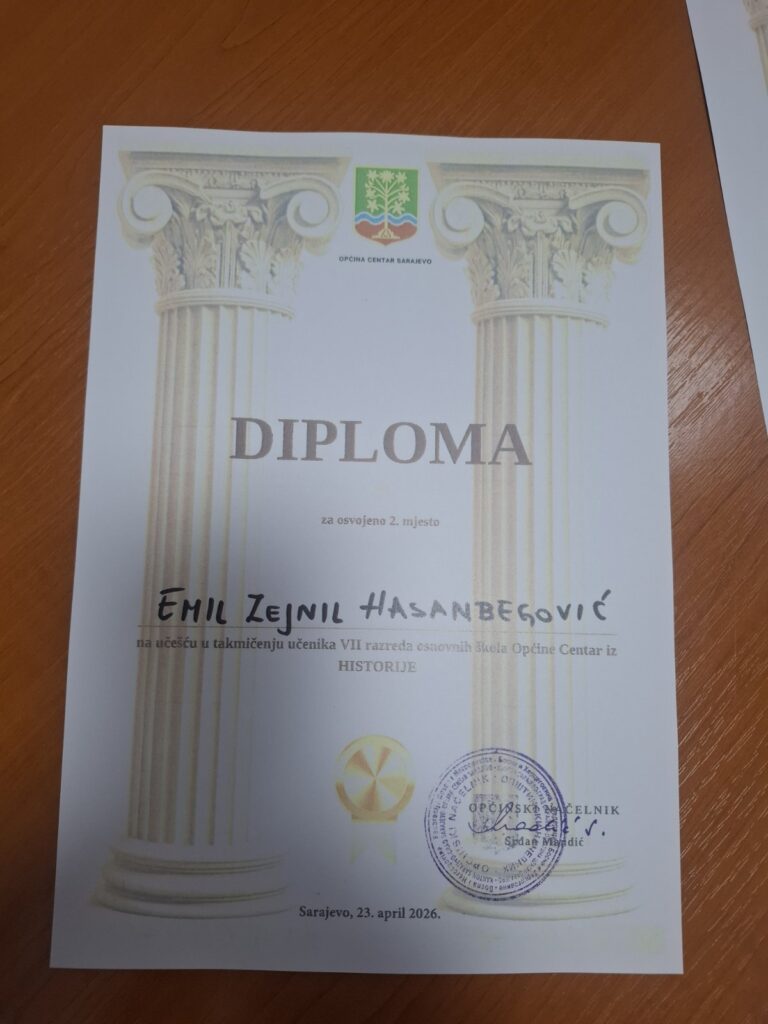 OPĆINA CENTAR SARAJEVO
DIPLOMA
za osvojeno 2. mjesto
EMIL ZEJNIL HASANBEGOVIĆ
na učešću u takmičenju učenika VII razreda osnovnih škola Općine Centar iz
HISTORIJE
OPĆINSKI NAČELNIK
Srđan Mandić
Sarajevo, 23. april 2026.